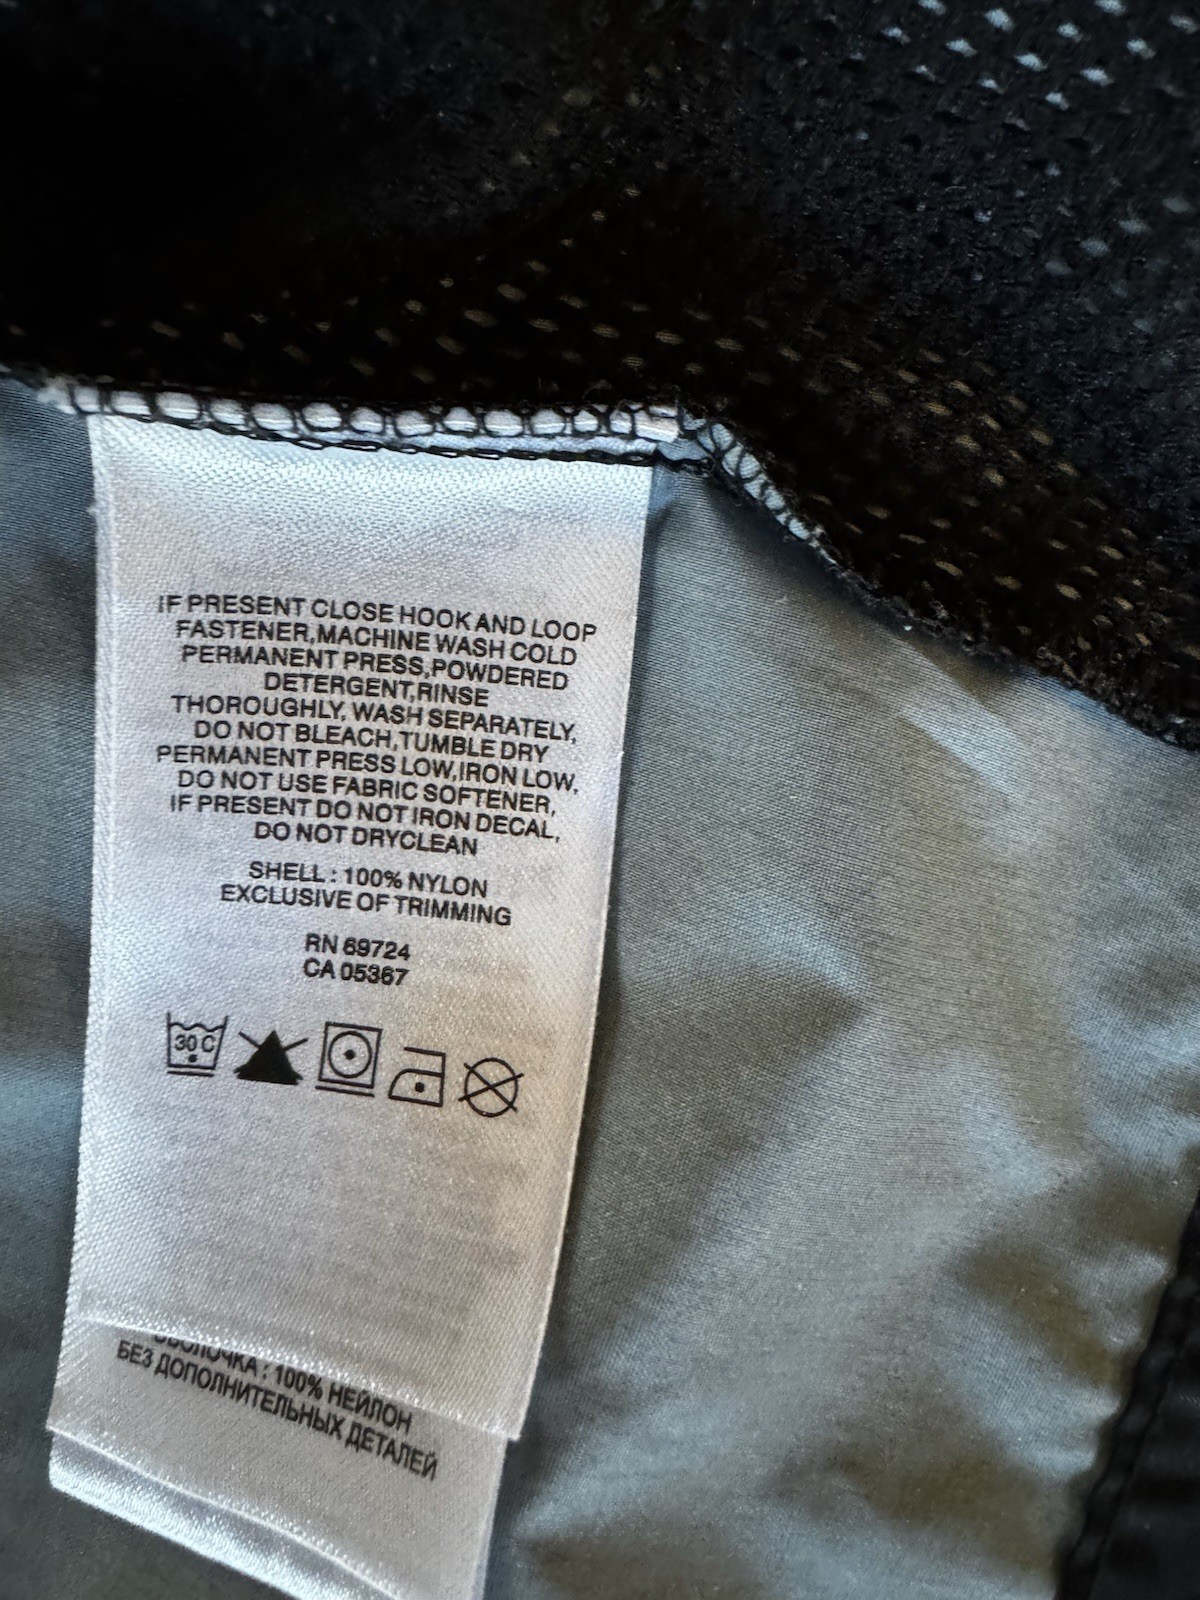 IF PRESENT CLOSE HOOK AND LOOP
FASTENER,MACHINE WASH COLD
PERMANENT PRESS,POWDERED
DETERGENT,RINSE
THOROUGHLY, WASH SEPARATELY,
DO NOT BLEACH,TUMBLE DRY
PERMANENT PRESS LOW,IRON LOW,
DO NOT USE FABRIC SOFTENER,
IF PRESENT DO NOT IRON DECAL,
DO NOT DRYCLEAN
SHELL : 100% NYLON
EXCLUSIVE OF TRIMMING
RN 69724
CA 05367
30 C
: 100% НЕЙЛОН
БЕЗ ДОПОЛНИТЕЛЬНЫХ ДЕТАЛЕЙ